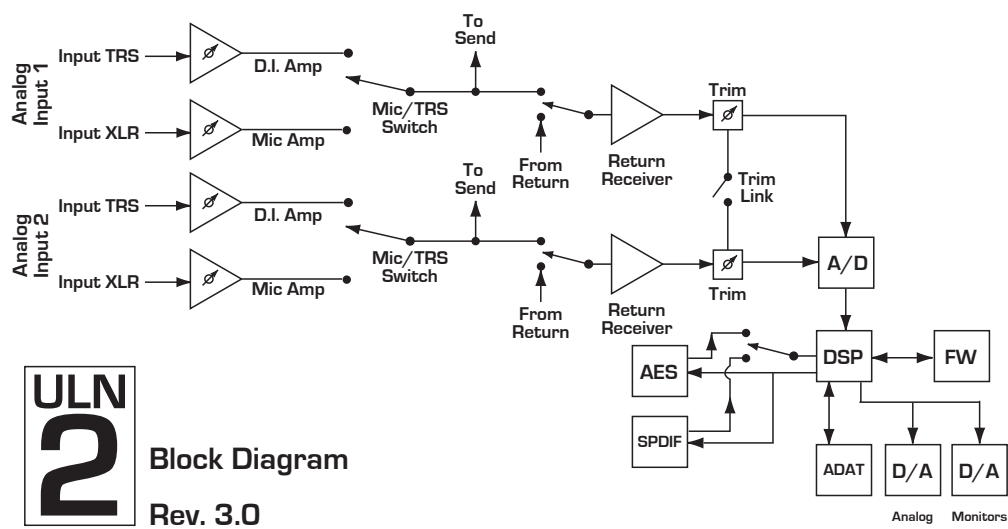 Analog
Input 1
Input TRS
D.I. Amp
Input XLR
Mic Amp
Mic/TRS
Switch
To
Send
From
Return
Return
Receiver
Trim
Trim
Link
Analog
Input 2
Input TRS
D.I. Amp
Input XLR
Mic Amp
Mic/TRS
Switch
To
Send
From
Return
Return
Receiver
Trim
A/D
AES
DSP
FW
SPDIF
ADAT
D/A
D/A
Analog
Monitors
ULN
2
Block Diagram
Rev. 3.0